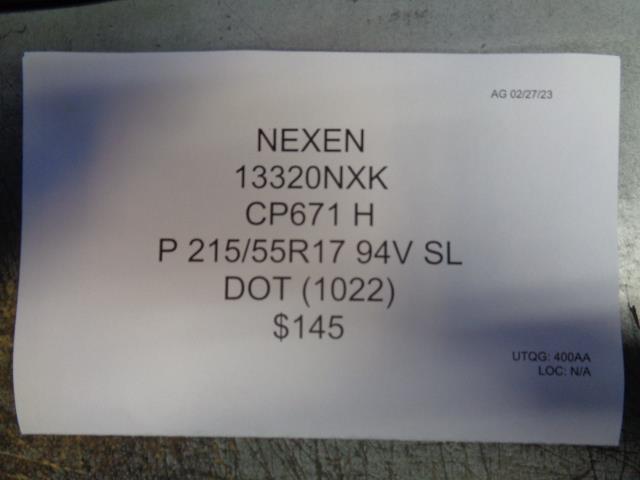 AG 02/27/23
NEXEN
13320NXK
CP671 H
P 215/55R17 94V SL
DOT (1022)
$145
UTQG: 400AA
LOC: N/A